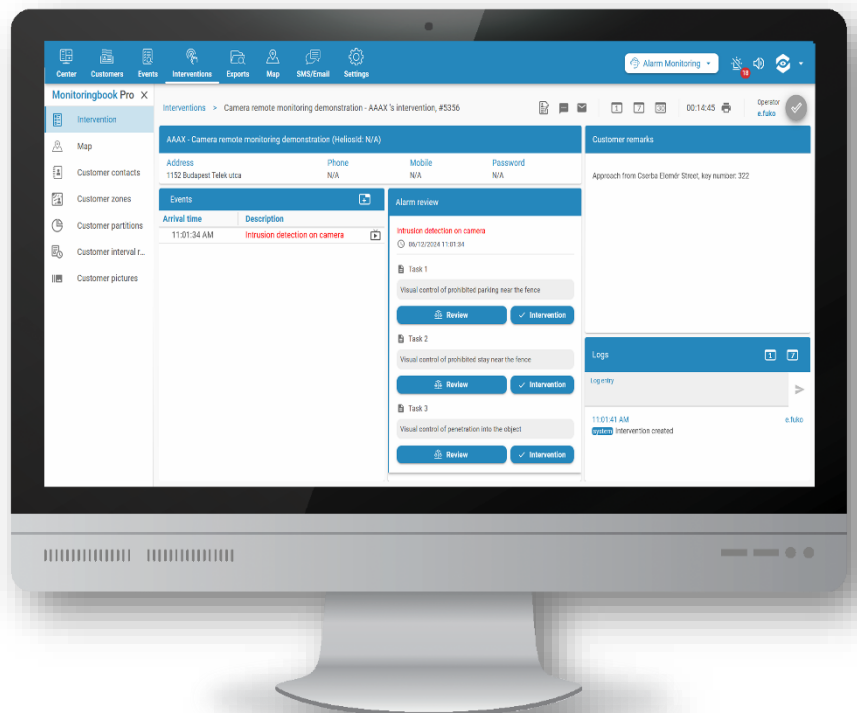 Center Customers Events Interventions Exports Map SMS/Email Settings
Alarm Monitoring
18
Monitoringbook Pro X
Intervention
Map
Customer contacts
Customer zones
Customer partitions
Customer interval r...
Customer pictures
Interventions > Camera remote monitoring demonstration - AAAX 's intervention, #5356
1 7 30 00:14:45
Operator
e.fuko
AAAX - Camera remote monitoring demonstration (HeliosId: N/A)
Address Phone Mobile Password
1152 Budapest Telek utca N/A N/A N/A
Events
Arrival time Description
11:01:34 AM Intrusion detection on camera
Alarm review
Intrusion detection on camera
06/12/2024 11:01:34
Task 1
Visual control of prohibited parking near the fence
Review Intervention
Task 2
Visual control of prohibited stay near the fence
Review Intervention
Task 3
Visual control of penetration into the object
Review Intervention
Customer remarks
Approach from Cserba Elemér Street, key number: 322
Logs 1 7
Log entry
11:01:41 AM e.fuko
system Intervention created